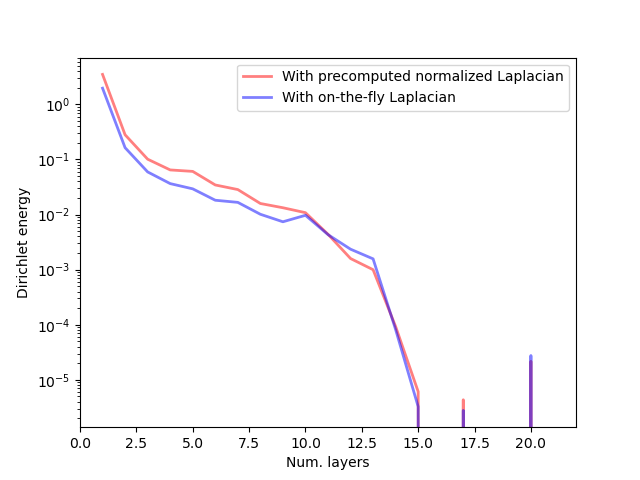 With precomputed normalized Laplacian
With on-the-fly Laplacian
Dirichlet energy
10⁰
10⁻¹
10⁻²
10⁻³
10⁻⁴
10⁻⁵
0.0 2.5 5.0 7.5 10.0 12.5 15.0 17.5 20.0
Num. layers